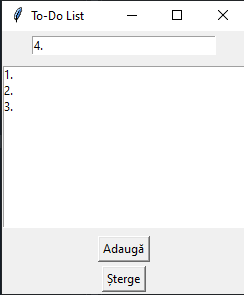 To-Do List
4.
1.
2.
3.
Adaugă
Șterge